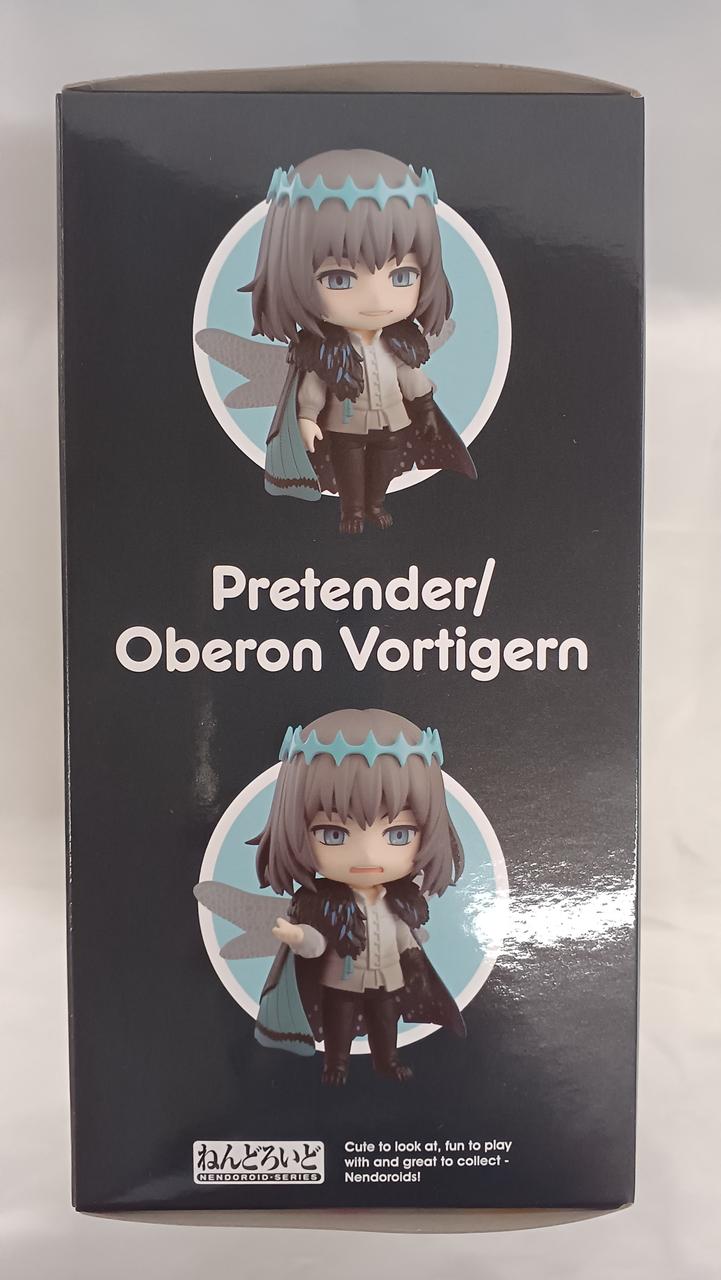 Pretender/
Oberon Vortigern
ねんどろいど
NENDOROID-SERIES
Cute to look at, fun to play
with and great to collect -
Nendoroids!